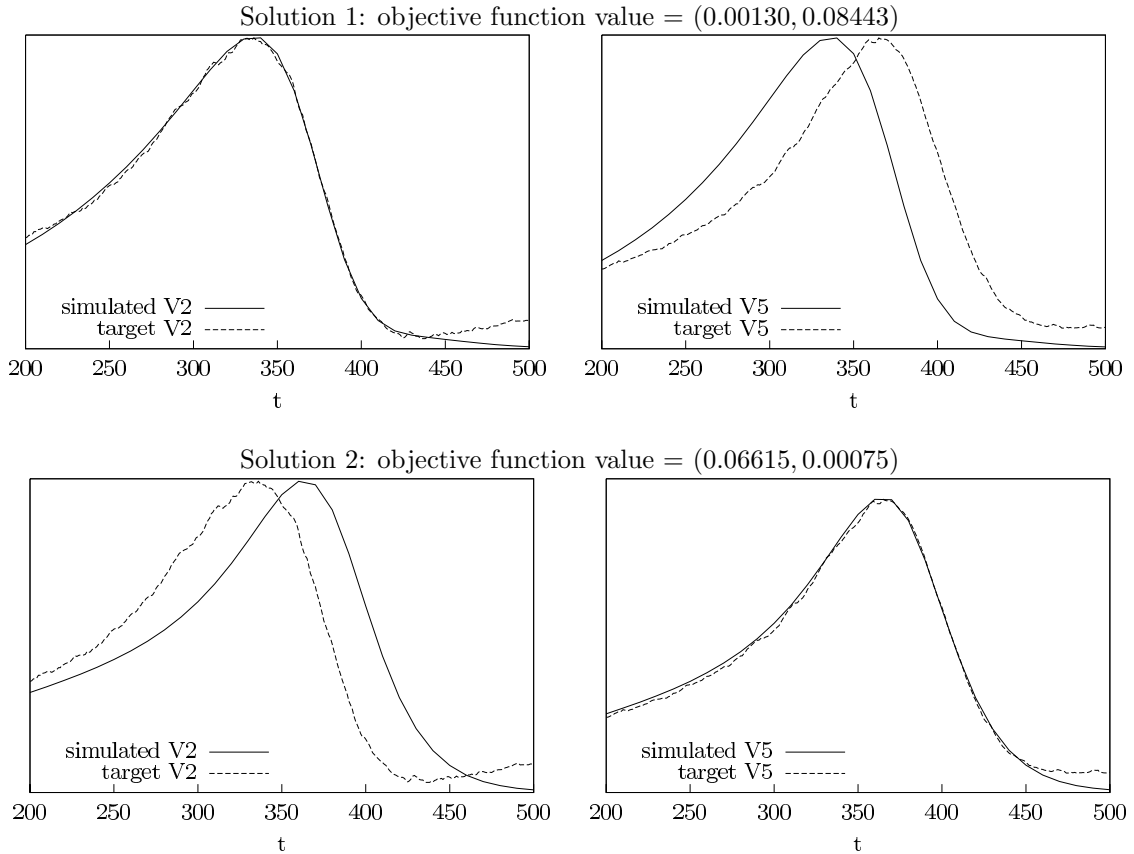 Solution 1: objective function value = (0.00130, 0.08443)
simulated V2
target V2
200 250 300 350 400 450 500
t
simulated V5
target V5
200 250 300 350 400 450 500
t
Solution 2: objective function value = (0.06615, 0.00075)
simulated V2
target V2
200 250 300 350 400 450 500
t
simulated V5
target V5
200 250 300 350 400 450 500
t